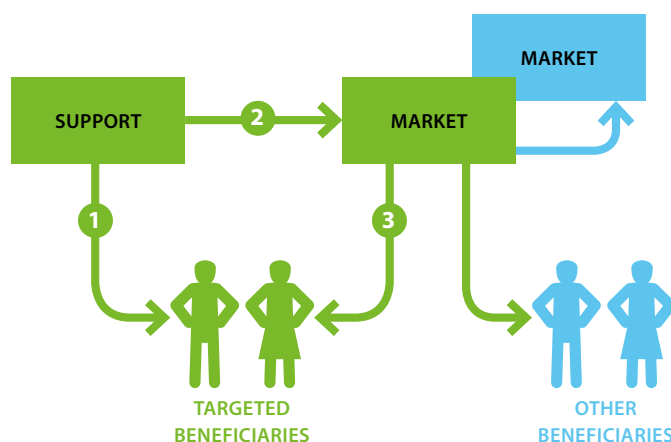 MARKET
SUPPORT
2
MARKET
1
3
TARGETED
BENEFICIARIES
OTHER
BENEFICIARIES